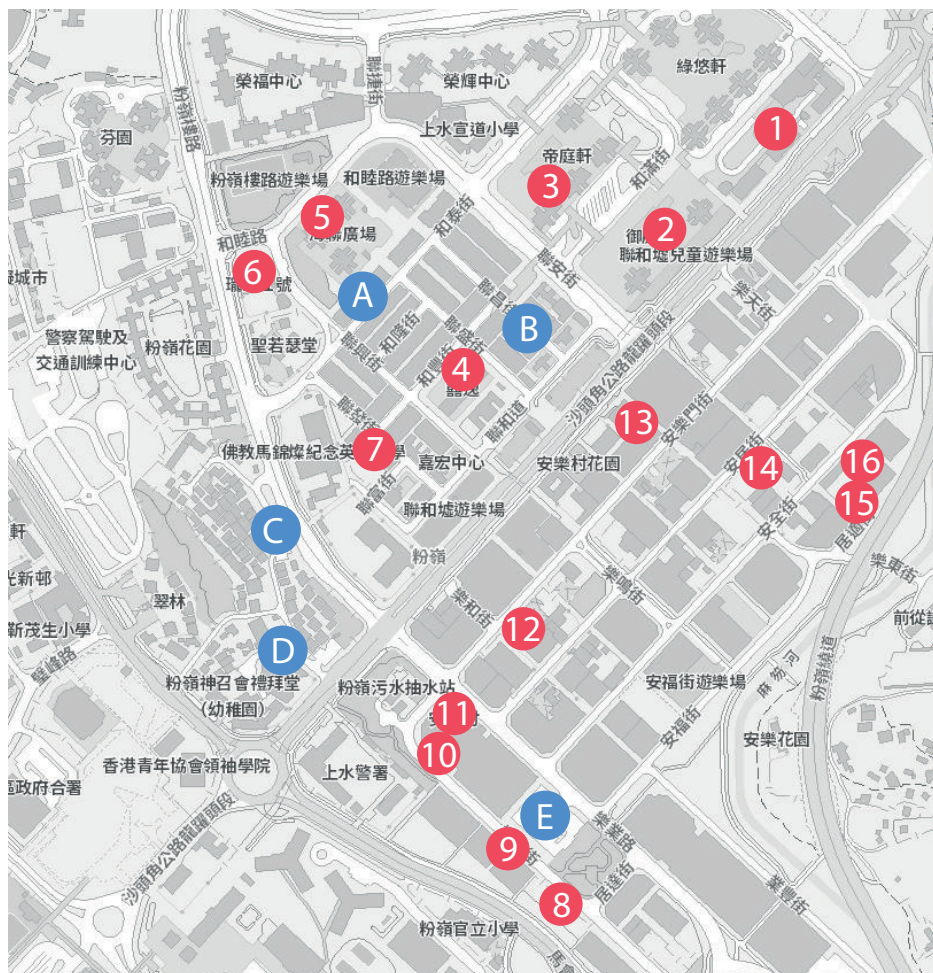 綠悠軒
榮福中心
聯捷街
榮輝中心
粉嶺樓路
1
上水宣道小學
芬園
帝庭軒
和滿街
粉嶺樓路遊樂場
和睦路遊樂場
3
5
和泰街
2
海聯廣場
和睦路
聯和墟兒童遊樂場
6
聯安街
樂天街
A
聯昌街
B
聯盛街
和隆街
警察駕駛及
交通訓練中心
粉嶺花園
聖若瑟堂
聯興街
和豐街
4
沙頭角公路龍躍頭段
聯發街
聯和道
13
安樂門街
7
佛教馬錦燦紀念英
學
嘉宏中心
安樂村花園
安居街
14
16
聯富街
聯和墟遊樂場
15
安全街
居適街
C
粉嶺
樂東街
翠林
樂和街
樂鳴街
光新邨
新茂生小學
12
D
粉嶺神召會禮拜堂
(幼稚園)
粉嶺污水抽水站
安福街遊樂場
麻笏河
粉嶺繞道
璧峰路
11
10
安福街
安樂花園
香港青年協會領袖學院
上水警署
區政府合署
沙頭角公路龍躍頭段
E
樂業路
9
街
居達街
8
業豐街
粉嶺官立小學